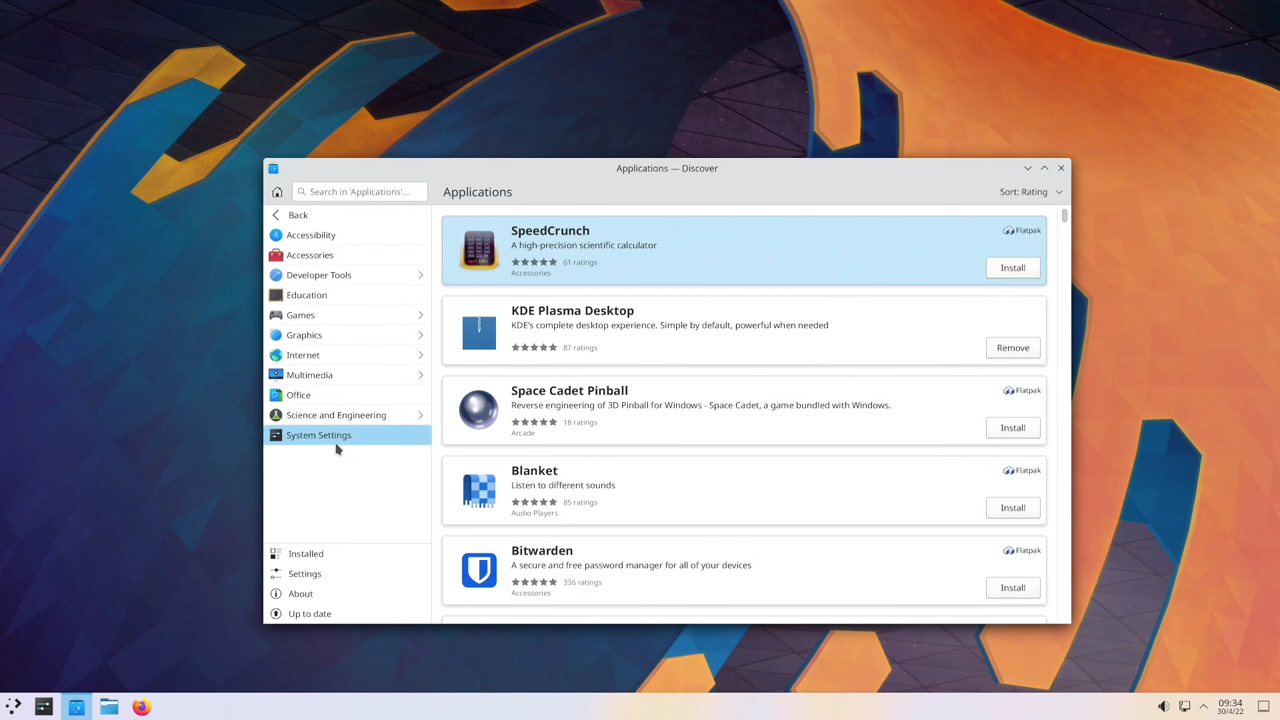 Applications — Discover
Search in 'Applications'...
Applications
Sort: Rating
Back
Accessibility
Accessories
Developer Tools
Education
Games
Graphics
Internet
Multimedia
Office
Science and Engineering
System Settings
Installed
Settings
About
Up to date
SpeedCrunch
Flatpak
A high-precision scientific calculator
61 ratings
Accessories
Install
KDE Plasma Desktop
KDE's complete desktop experience. Simple by default, powerful when needed
87 ratings
Remove
Space Cadet Pinball
Flatpak
Reverse engineering of 3D Pinball for Windows - Space Cadet, a game bundled with Windows.
18 ratings
Arcade
Install
Blanket
Flatpak
Listen to different sounds
85 ratings
Audio Players
Install
Bitwarden
Flatpak
A secure and free password manager for all of your devices
336 ratings
Accessories
Install
09:34
30/4/22